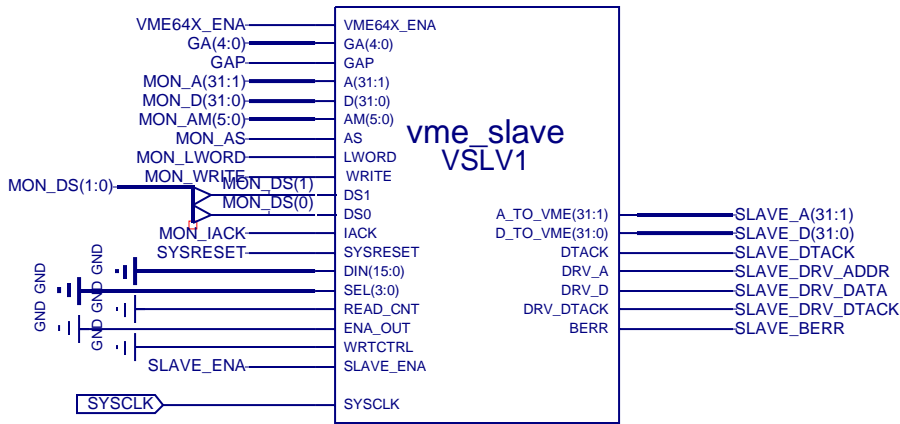 VME64X_ENA VME64X_ENA
GA(4:0) GA(4:0)
GAP GAP
MON_A(31:1) A(31:1)
MON_D(31:0) D(31:0)
MON_AM(5:0) AM(5:0)
vme_slave
MON_AS AS
VSLV1
MON_LWORD LWORD
MON_WRITE WRITE
MON_DS(1:0) MON_DS(1) DS1
MON_DS(0) DS0 A_TO_VME(31:1) SLAVE_A(31:1)
MON_IACK IACK D_TO_VME(31:0) SLAVE_D(31:0)
SYSRESET SYSRESET DTACK SLAVE_DTACK
GND GND DIN(15:0) DRV_A SLAVE_DRV_ADDR
SEL(3:0) DRV_D SLAVE_DRV_DATA
GND GND READ_CNT DRV_DTACK SLAVE_DRV_DTACK
ENA_OUT BERR SLAVE_BERR
GND WRTCTRL
SLAVE_ENA SLAVE_ENA
SYSCLK SYSCLK